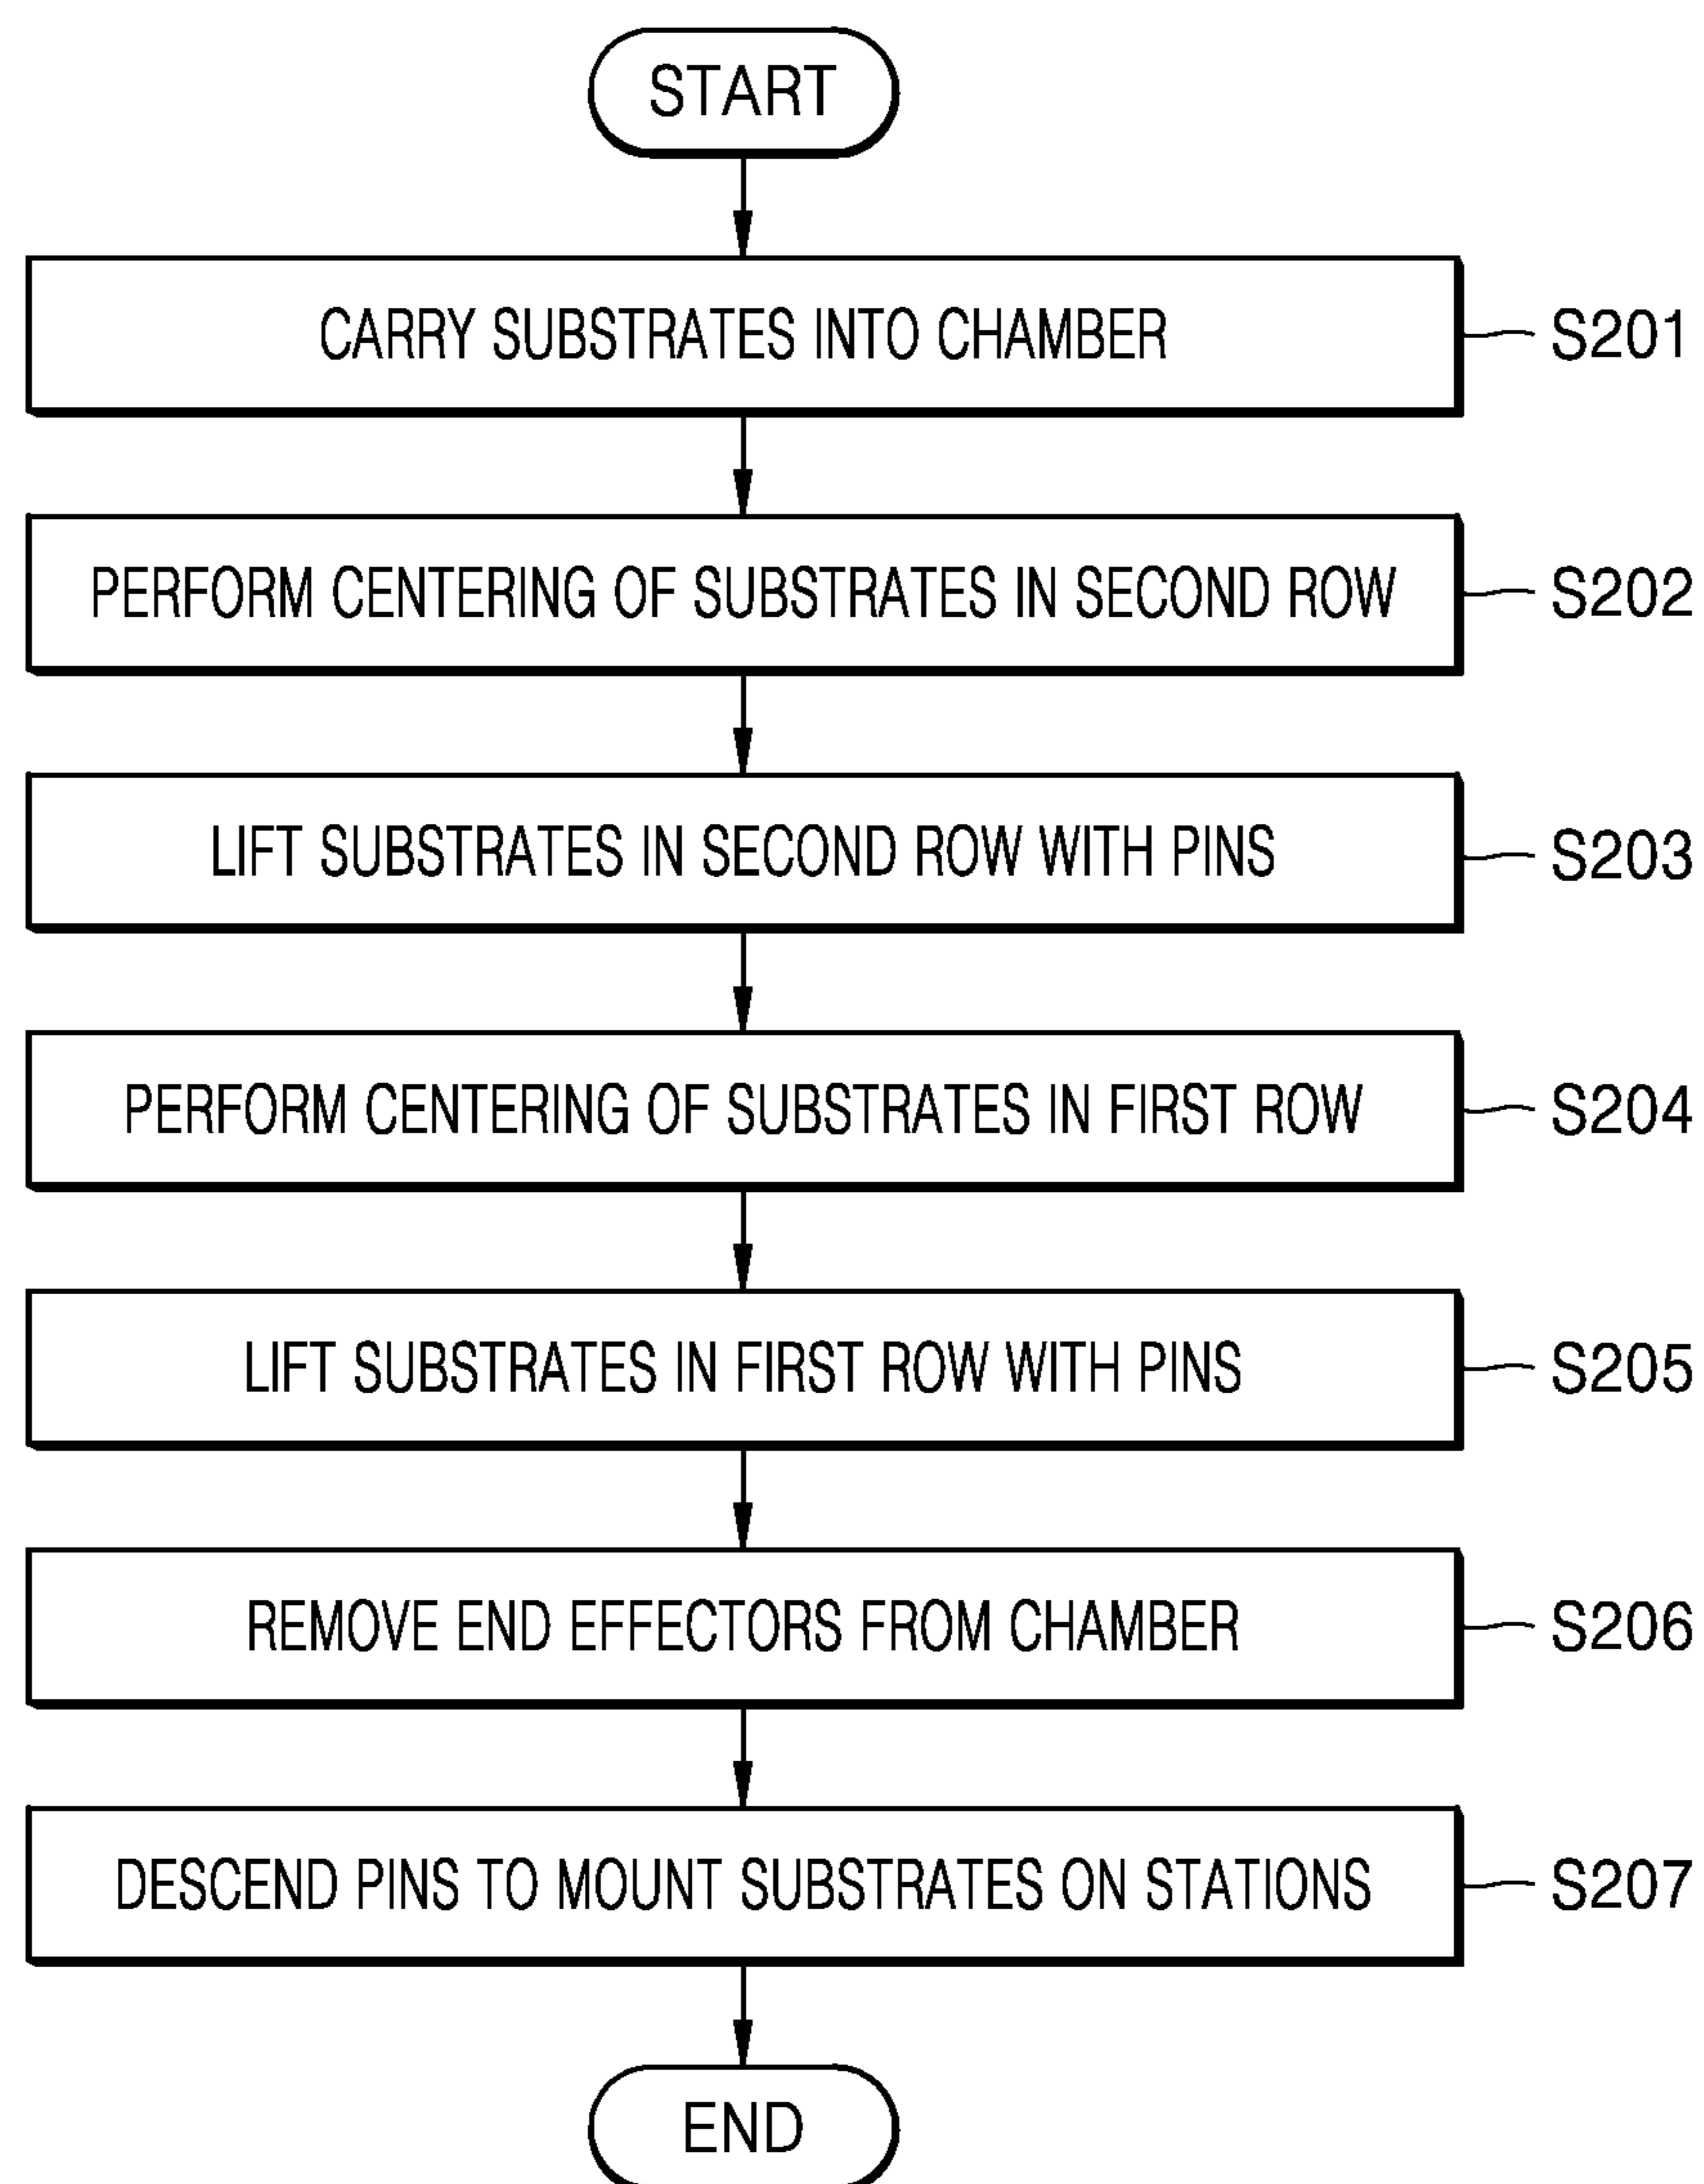 START
CARRY SUBSTRATES INTO CHAMBER
S201
PERFORM CENTERING OF SUBSTRATES IN SECOND ROW
S202
LIFT SUBSTRATES IN SECOND ROW WITH PINS
S203
PERFORM CENTERING OF SUBSTRATES IN FIRST ROW
S204
LIFT SUBSTRATES IN FIRST ROW WITH PINS
S205
REMOVE END EFFECTORS FROM CHAMBER
S206
DESCEND PINS TO MOUNT SUBSTRATES ON STATIONS
S207
END